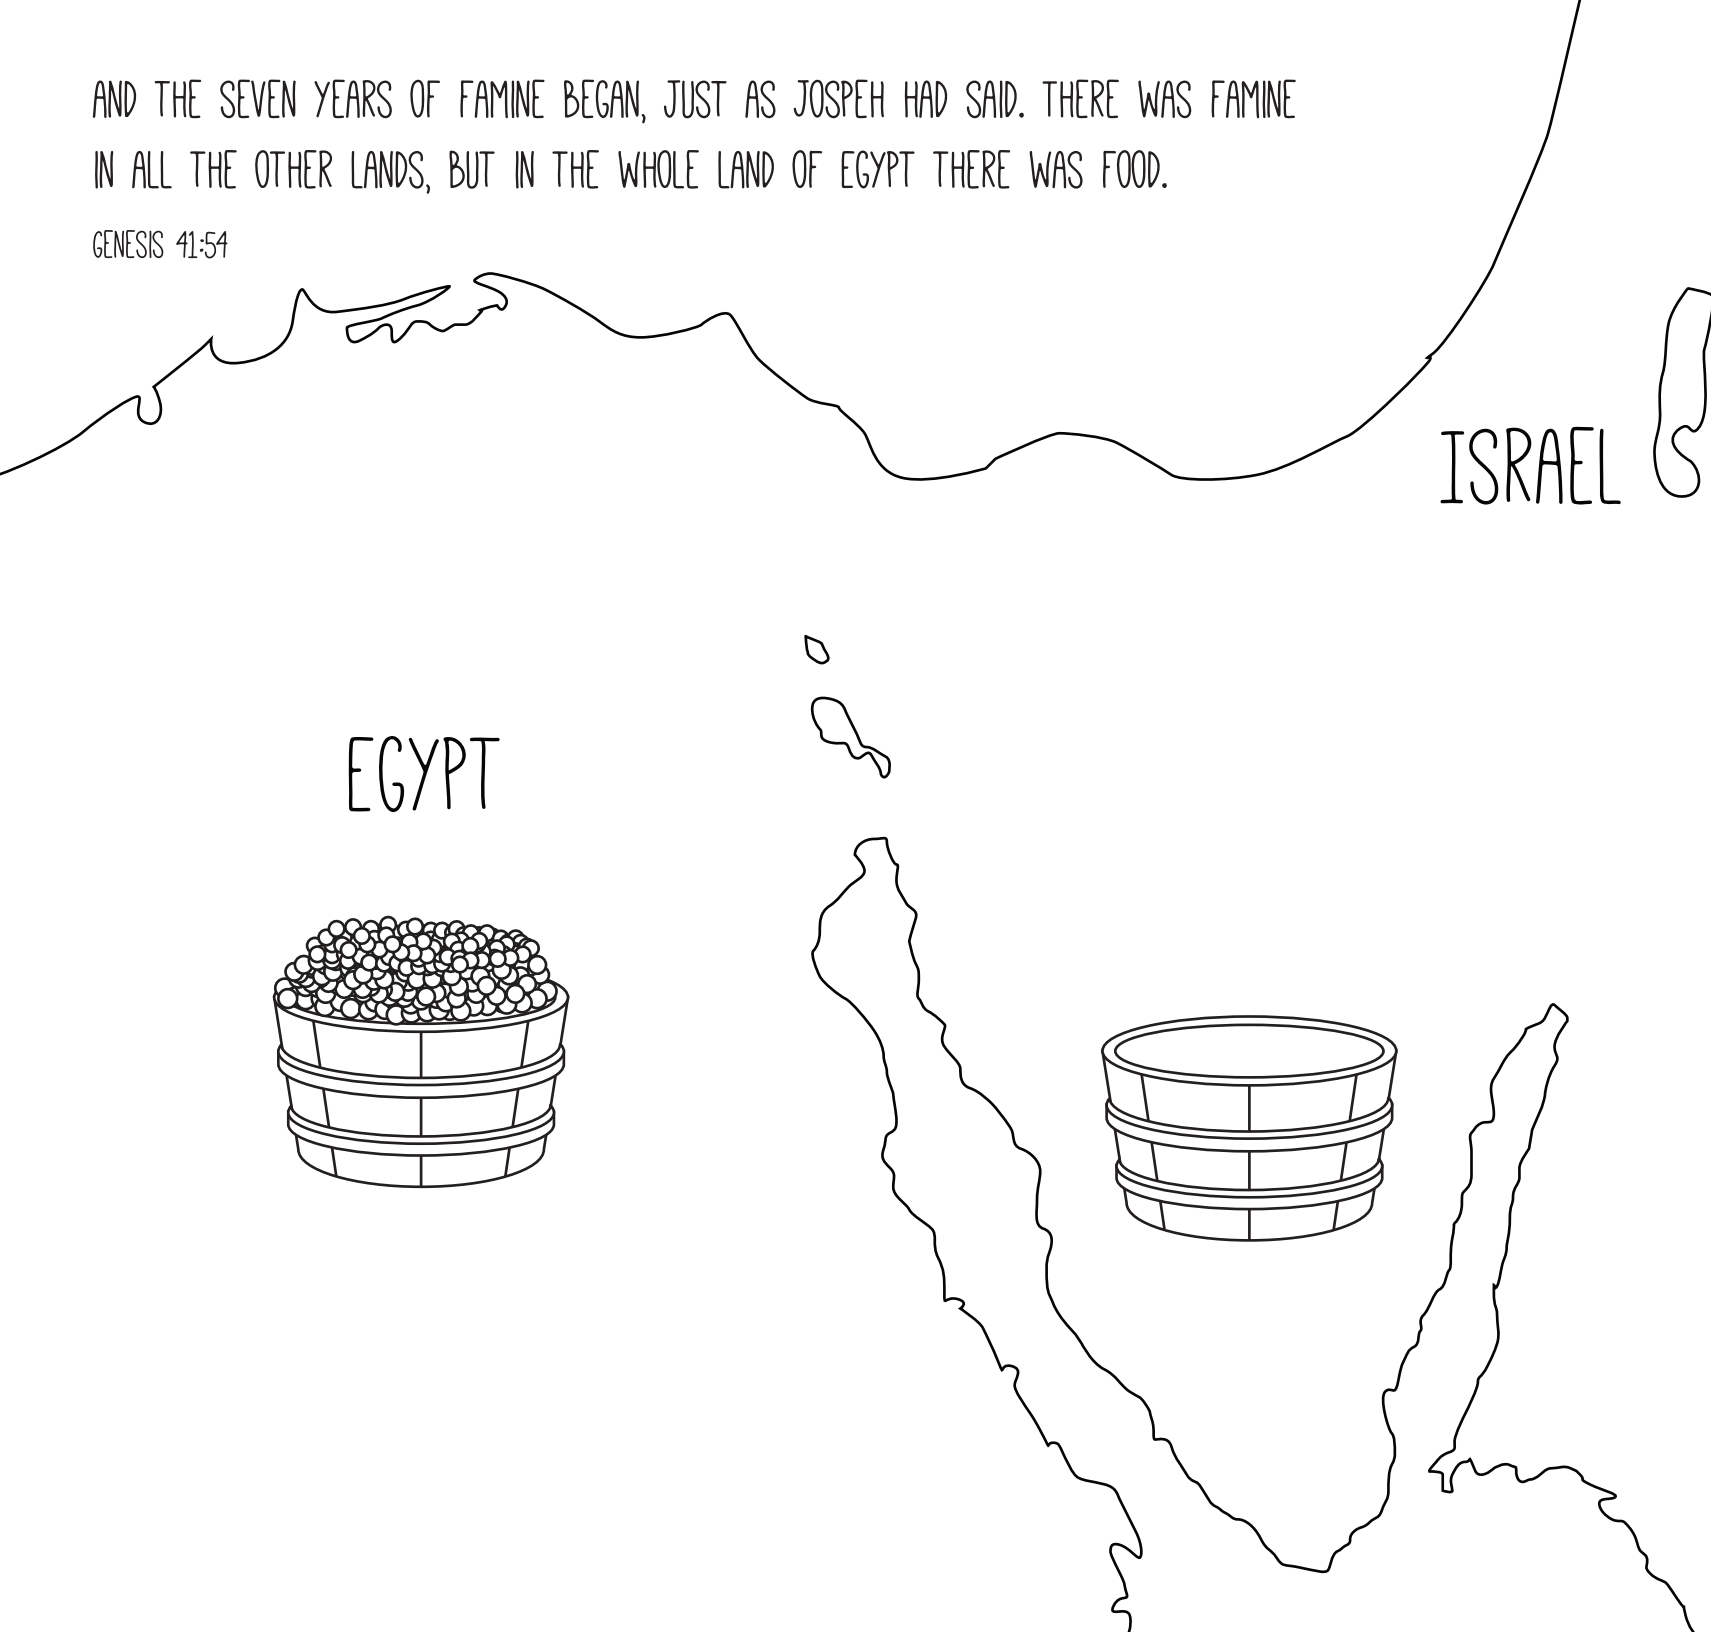 AND THE SEVEN YEARS OF FAMINE BEGAN, JUST AS JOSPEH HAD SAID. THERE WAS FAMINE
IN ALL THE OTHER LANDS, BUT IN THE WHOLE LAND OF EGYPT THERE WAS FOOD.
GENESIS 41:54
ISRAEL
EGYPT